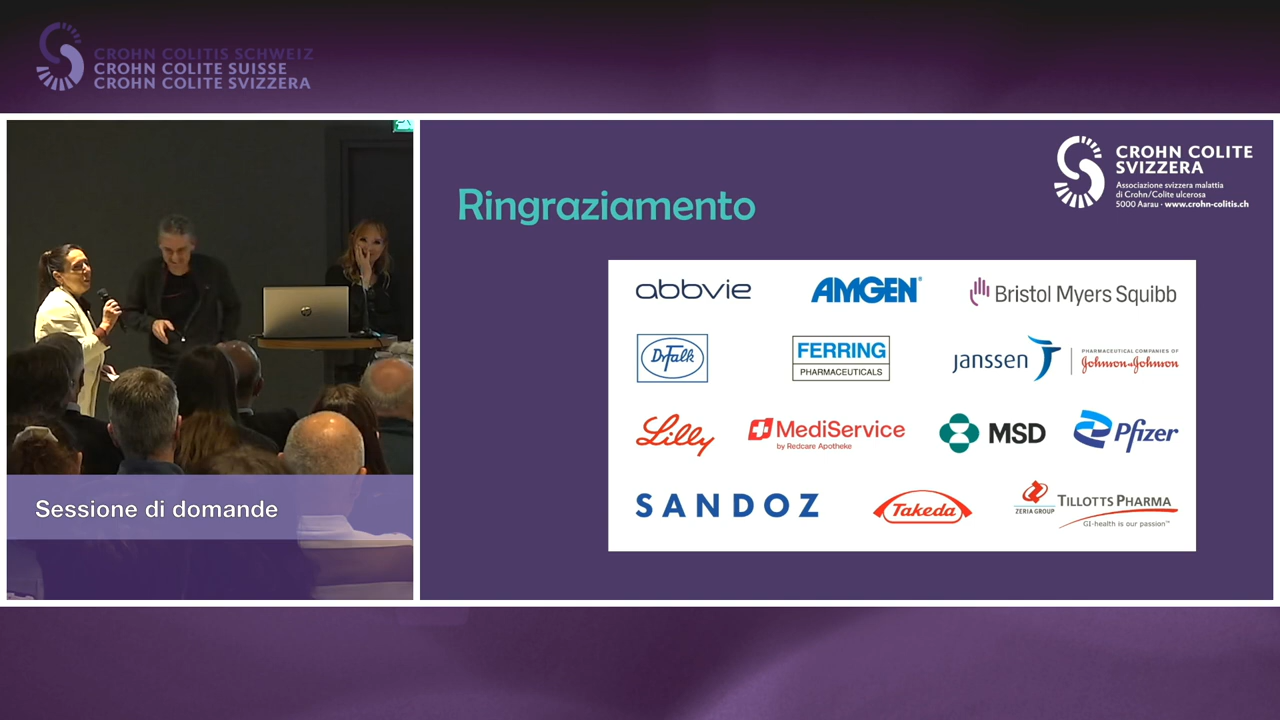 CROHN COLITIS SCHWEIZ
CROHN COLITE SUISSE
CROHN COLITE SVIZZERA
Sessione di domande
Ringraziamento
CROHN COLITE
SVIZZERA
Associazione svizzera malattia
di Crohn/Colite ulcerosa
5000 Aarau · www.crohn-colitis.ch
abbvie
AMGEN®
Bristol Myers Squibb
Dr Falk
FERRING
PHARMACEUTICALS
janssen
PHARMACEUTICAL COMPANIES OF
Johnson & Johnson
Lilly
MediService
by Redcare Apotheke
MSD
Pfizer
SANDOZ
Takeda
ZERIA GROUP
TILLOTTS PHARMA
GI-health is our passion™